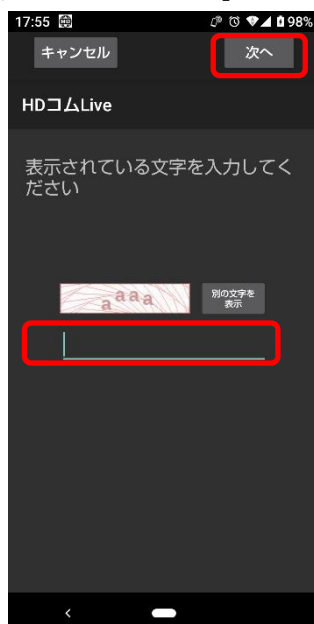 17:55 98%
キャンセル 次へ
HDコムLive
表示されている文字を入力してく
ださい
aaaa 別の文字を
表示